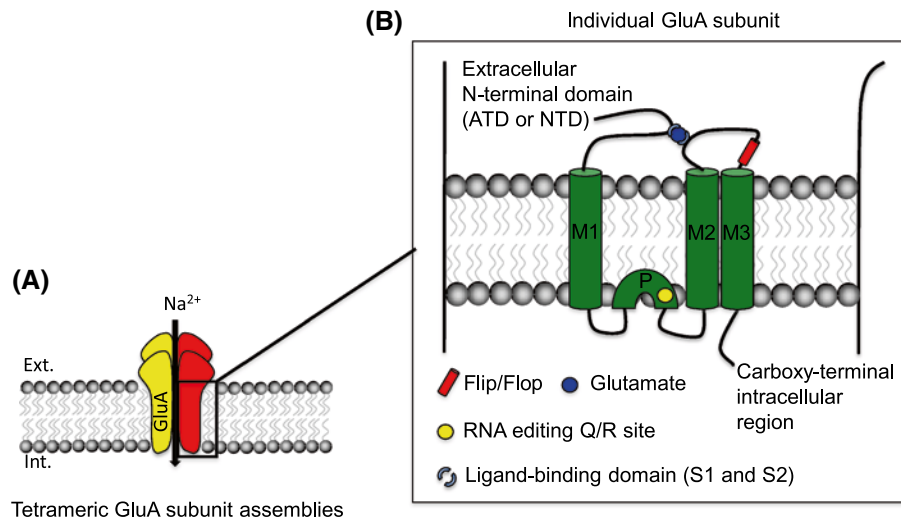 (A)
Na²⁺
Ext.
GluA
Int.
Tetrameric GluA subunit assemblies
(B)
Individual GluA subunit
Extracellular
N-terminal domain
(ATD or NTD)
M1
P
M2
M3
Carboxy-terminal
intracellular
region
Flip/Flop
Glutamate
RNA editing Q/R site
Ligand-binding domain (S1 and S2)